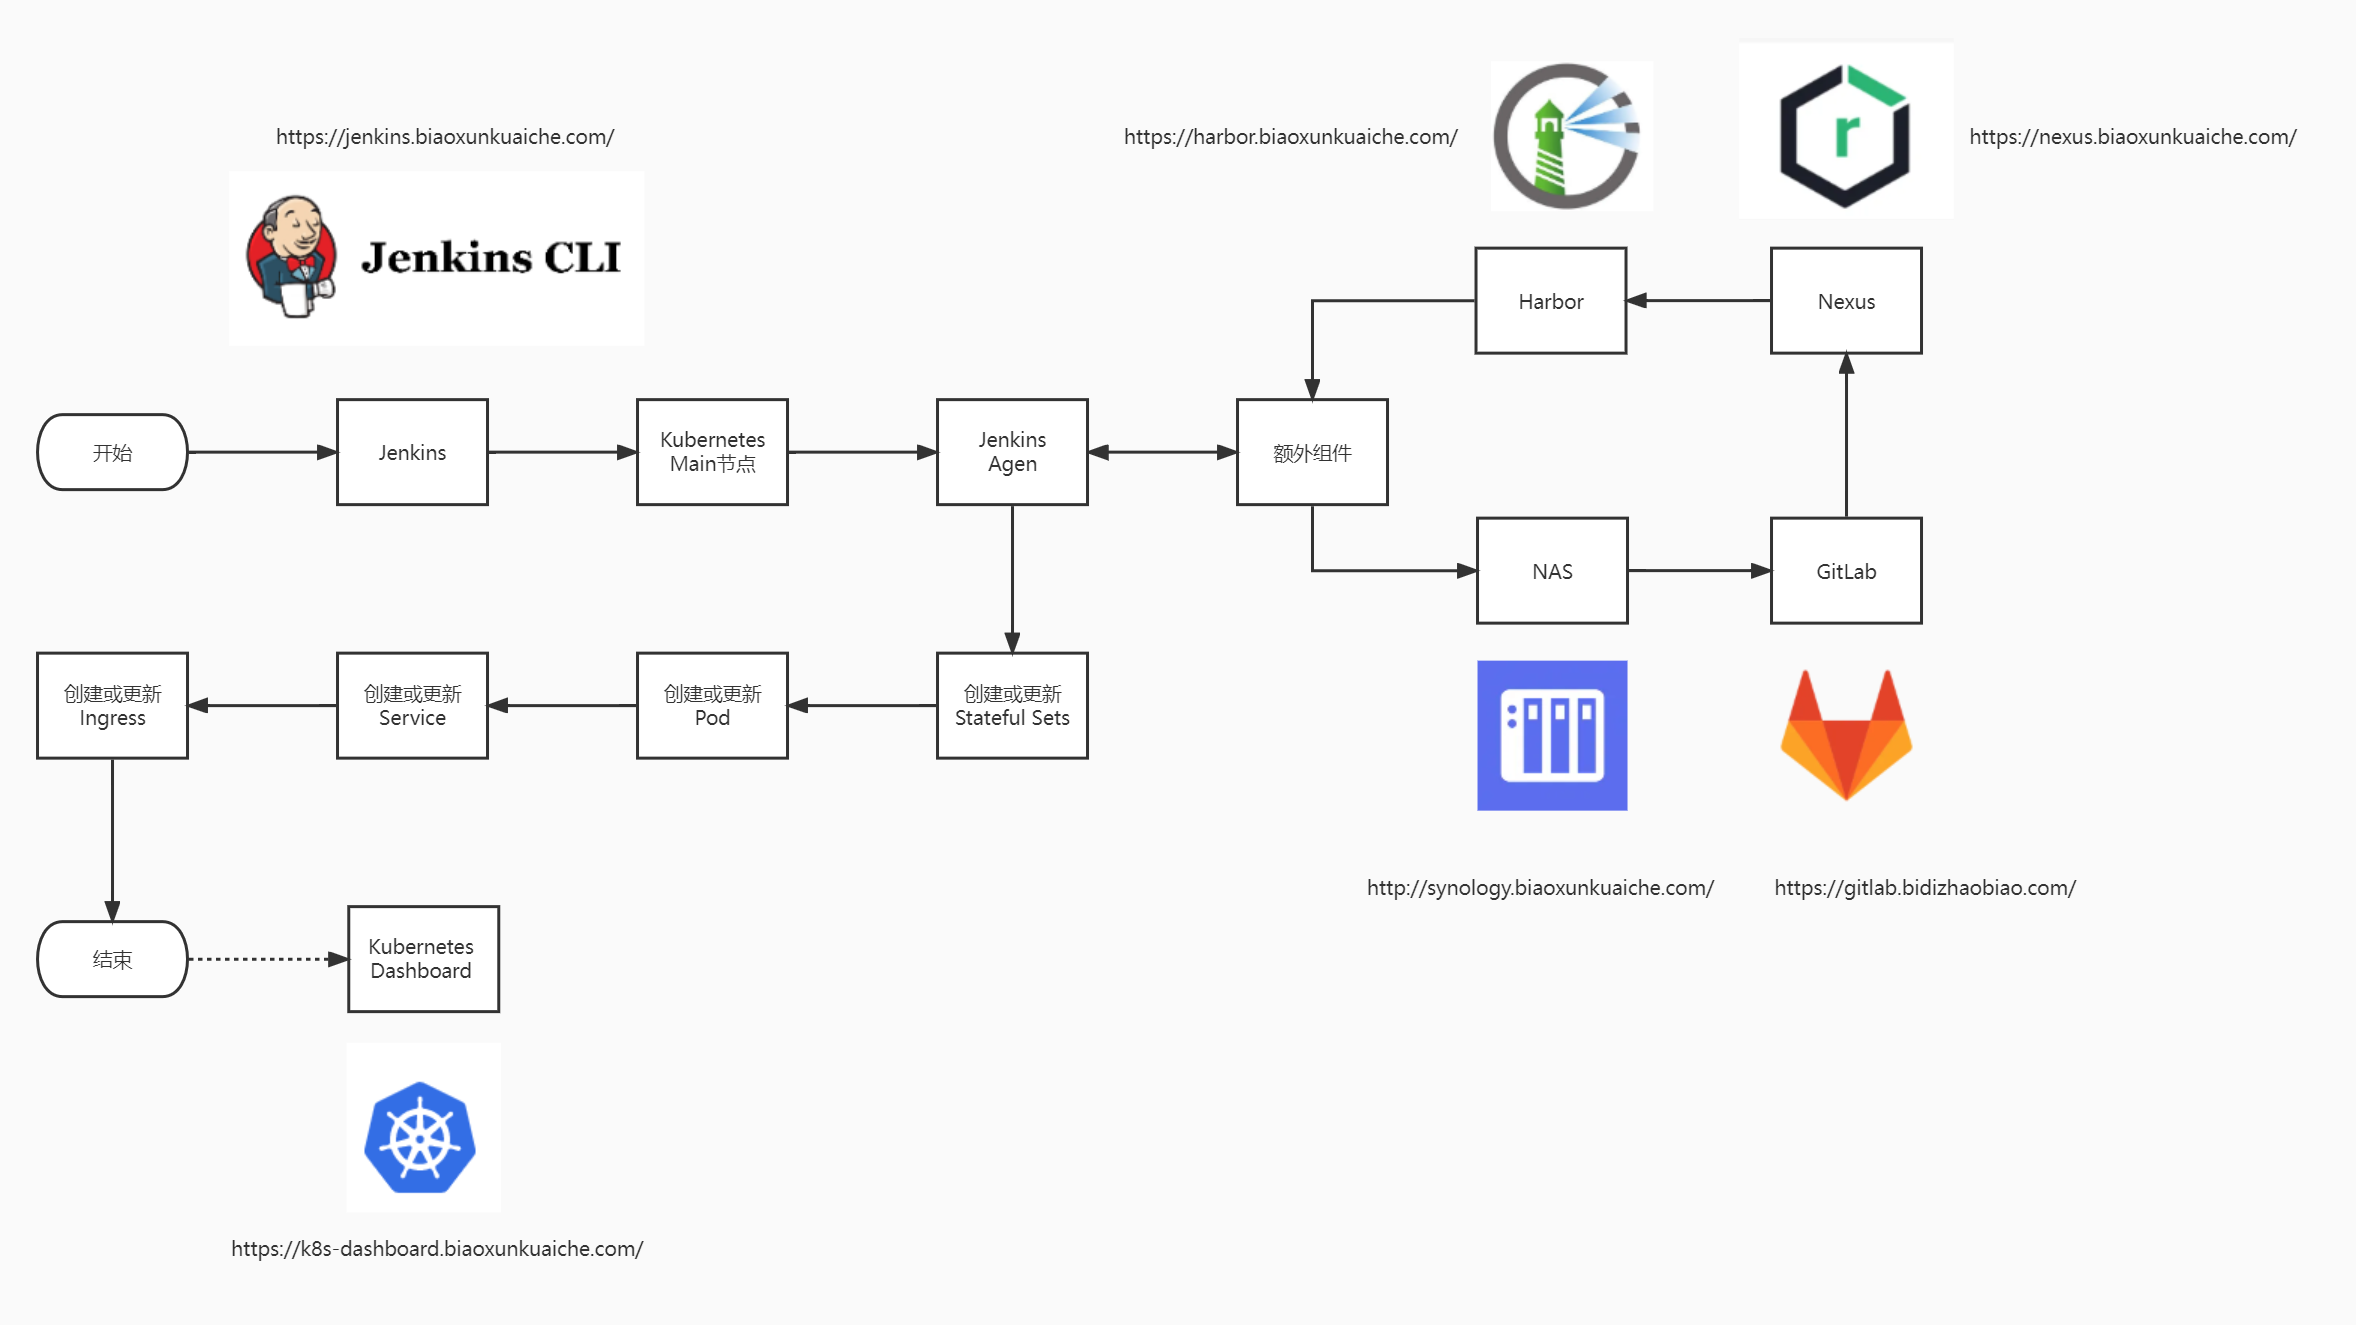 https://jenkins.biaoxunkuaiche.com/
https://harbor.biaoxunkuaiche.com/
https://nexus.biaoxunkuaiche.com/
Jenkins CLI
r
Harbor
Nexus
开始
Jenkins
Kubernetes
Main节点
Jenkins
Agen
额外组件
NAS
GitLab
创建或更新
Ingress
创建或更新
Service
创建或更新
Pod
创建或更新
Stateful Sets
http://synology.biaoxunkuaiche.com/
https://gitlab.bidizhaobiao.com/
结束
Kubernetes
Dashboard
https://k8s-dashboard.biaoxunkuaiche.com/